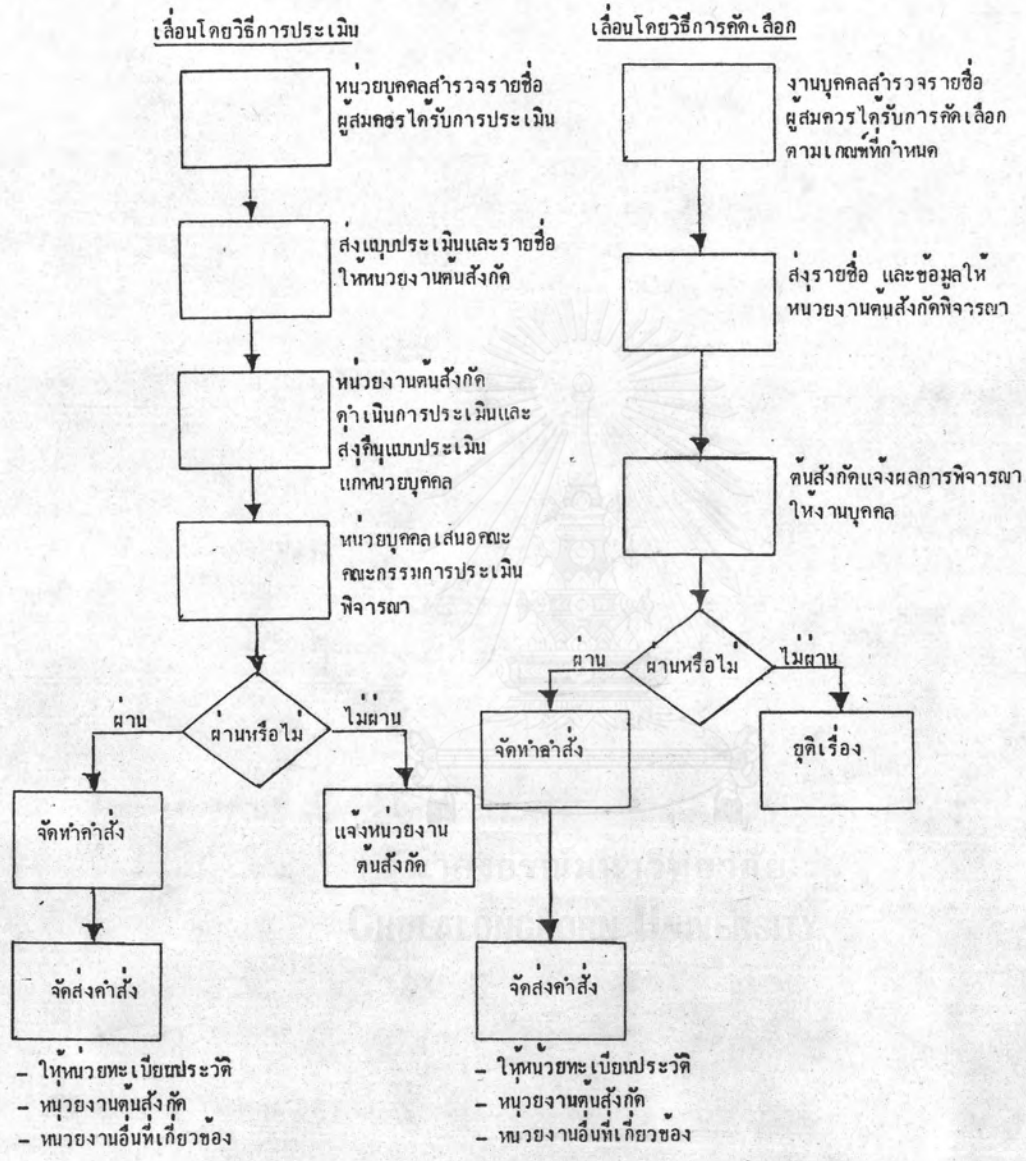 เลื่อนโดยวิธีการประเมิน
หน่วยบุคคลสำรวจรายชื่อ
ผู้สมควรได้รับการประเมิน
ส่งแบบประเมินและรายชื่อ
ให้หน่วยงานต้นสังกัด
หน่วยงานต้นสังกัด
ดำเนินการประเมินและ
ส่งคืนแบบประเมิน
แก่หน่วยบุคคล
หน่วยบุคคลเสนอคณะ
คณะกรรมการประเมิน
พิจารณา
ผ่าน
ผ่านหรือไม่
ไม่ผ่าน
จัดทำคำสั่ง
แจ้งหน่วยงาน
ต้นสังกัด
จัดส่งคำสั่ง
- ให้หน่วยทะเบียนประวัติ
- หน่วยงานต้นสังกัด
- หน่วยงานอื่นที่เกี่ยวข้อง
เลื่อนโดยวิธีการคัดเลือก
งานบุคคลสำรวจรายชื่อ
ผู้สมควรได้รับการคัดเลือก
ตามเกณฑ์ที่กำหนด
ส่งรายชื่อ และข้อมูลให้
หน่วยงานต้นสังกัดพิจารณา
ต้นสังกัดแจ้งผลการพิจารณา
ให้งานบุคคล
ผ่าน
ผ่านหรือไม่
ไม่ผ่าน
จัดทำคำสั่ง
ยุติเรื่อง
จัดส่งคำสั่ง
- ให้หน่วยทะเบียนประวัติ
- หน่วยงานต้นสังกัด
- หน่วยงานอื่นที่เกี่ยวข้อง